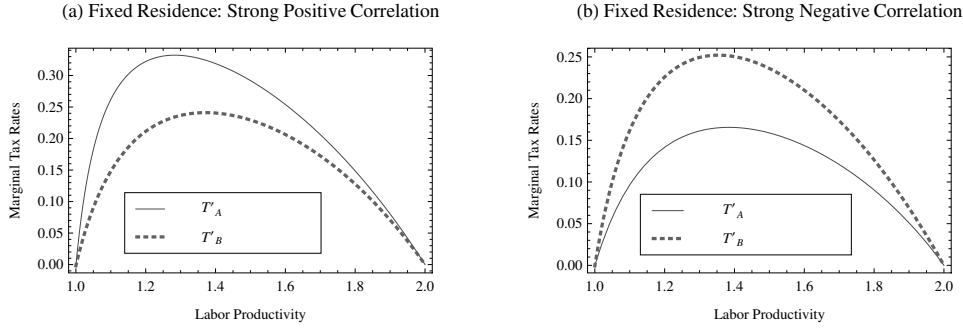 (a) Fixed Residence: Strong Positive Correlation
0.30
0.25
0.20
0.15
0.10
0.05
0.00
Marginal Tax Rates
T′A
T′B
1.0 1.2 1.4 1.6 1.8 2.0
Labor Productivity
(b) Fixed Residence: Strong Negative Correlation
0.25
0.20
0.15
0.10
0.05
0.00
Marginal Tax Rates
T′A
T′B
1.0 1.2 1.4 1.6 1.8 2.0
Labor Productivity